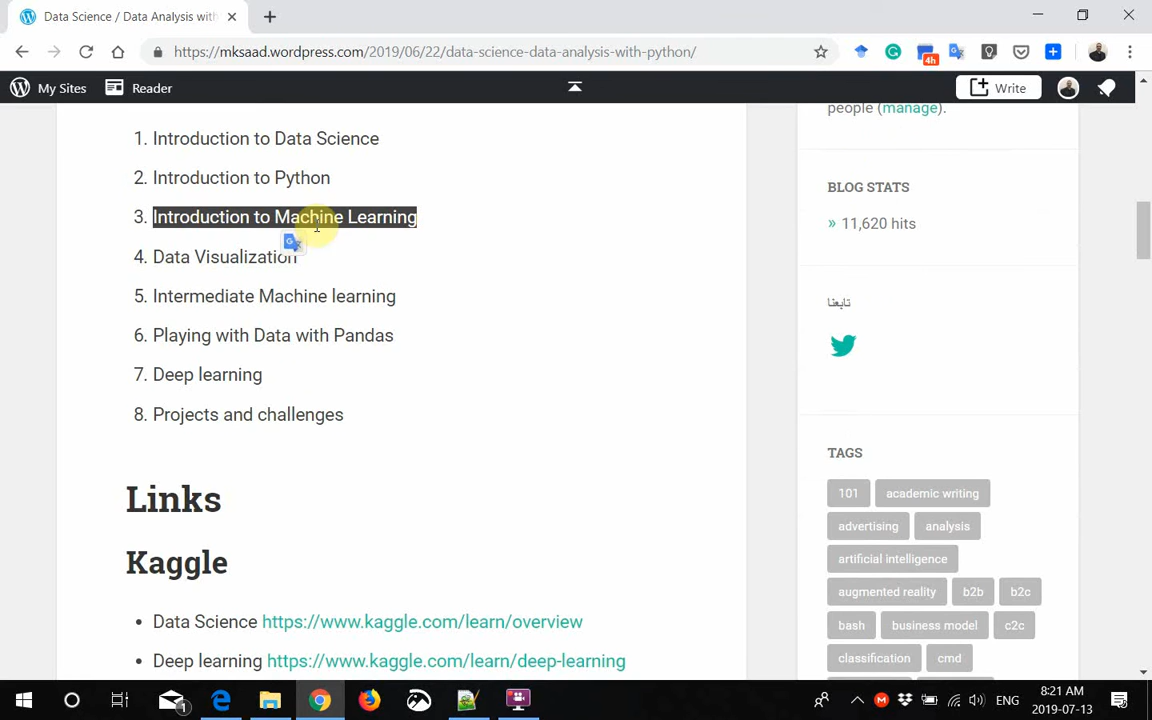 Data Science / Data Analysis with
https://mksaad.wordpress.com/2019/06/22/data-science-data-analysis-with-python/
4h
My Sites
Reader
Write
1. Introduction to Data Science
2. Introduction to Python
3. Introduction to Machine Learning
4. Data Visualization
5. Intermediate Machine learning
6. Playing with Data with Pandas
7. Deep learning
8. Projects and challenges
Links
Kaggle
• Data Science https://www.kaggle.com/learn/overview
• Deep learning https://www.kaggle.com/learn/deep-learning
people (manage).
BLOG STATS
» 11,620 hits
تابعنا
TAGS
101 academic writing
advertising analysis
artificial intelligence
augmented reality b2b b2c
bash business model c2c
classification cmd
1
ENG
8:21 AM
2019-07-13